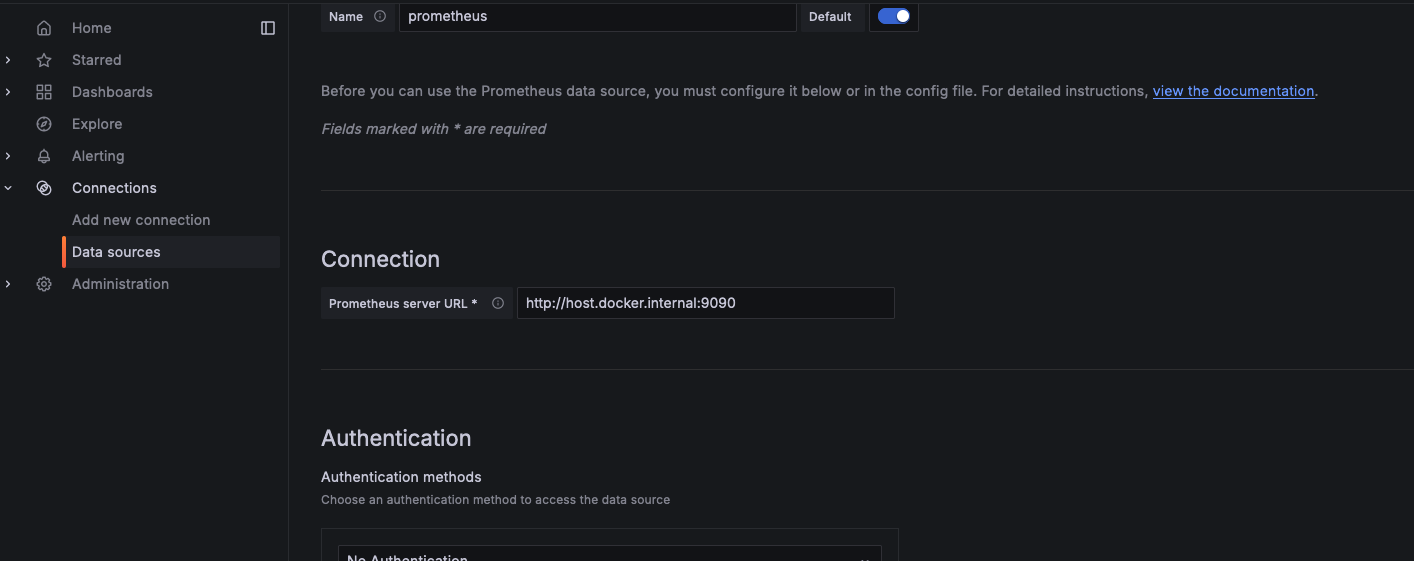 Name
prometheus
Default
Home
Starred
Dashboards
Explore
Alerting
Connections
Add new connection
Data sources
Administration
Before you can use the Prometheus data source, you must configure it below or in the config file. For detailed instructions, view the documentation.
Fields marked with * are required
Connection
Prometheus server URL *
http://host.docker.internal:9090
Authentication
Authentication methods
Choose an authentication method to access the data source
No Authentication